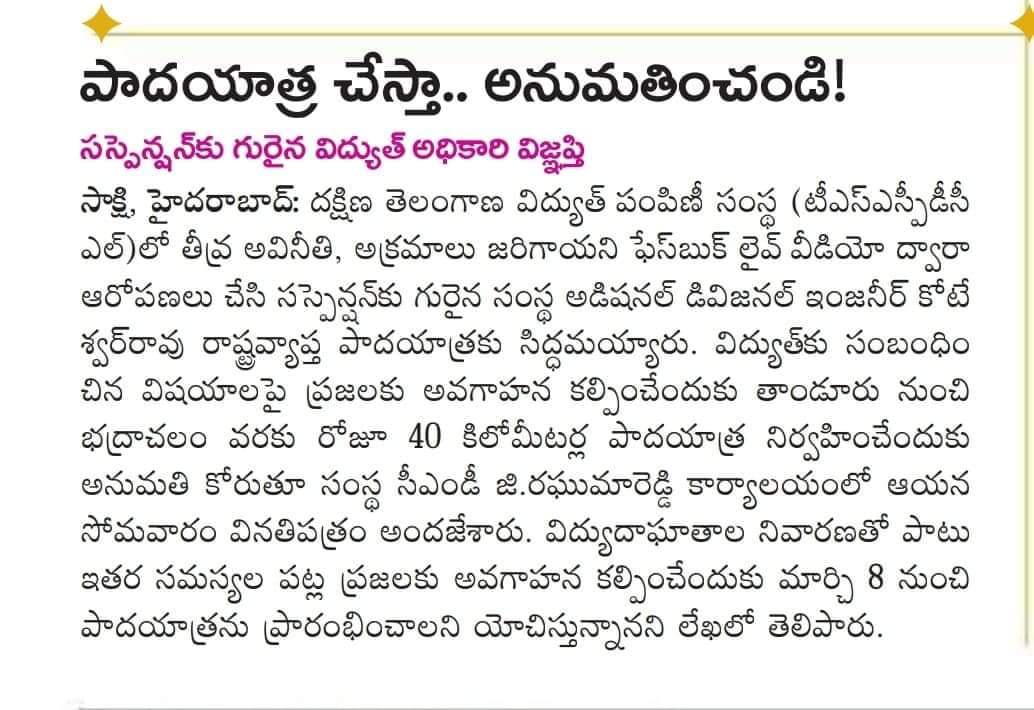 పాదయాత్ర చేస్తా.. అనుమతించండి!
సస్పెన్షన్‌కు గురైన విద్యుత్ అధికారి విజ్ఞప్తి
సాక్షి, హైదరాబాద్: దక్షిణ తెలంగాణ విద్యుత్ పంపిణీ సంస్థ (టీఎస్ఎస్పీడీసీ
ఎల్)లో తీవ్ర అవినీతి, అక్రమాలు జరిగాయని ఫేస్‌బుక్ లైవ్ వీడియో ద్వారా
ఆరోపణలు చేసి సస్పెన్షన్‌కు గురైన సంస్థ అడిషనల్ డివిజనల్ ఇంజనీర్ కోటే
శ్వర్‌రావు రాష్ట్రవ్యాప్త పాదయాత్రకు సిద్ధమయ్యారు. విద్యుత్‌కు సంబంధిం
చిన విషయాలపై ప్రజలకు అవగాహన కల్పించేందుకు తాండూరు నుంచి
భద్రాచలం వరకు రోజూ 40 కిలోమీటర్ల పాదయాత్ర నిర్వహించేందుకు
అనుమతి కోరుతూ సంస్థ సీఎండీ జి.రఘుమారెడ్డి కార్యాలయంలో ఆయన
సోమవారం వినతిపత్రం అందజేశారు. విద్యుదాఘాతాల నివారణతో పాటు
ఇతర సమస్యల పట్ల ప్రజలకు అవగాహన కల్పించేందుకు మార్చి 8 నుంచి
పాదయాత్రను ప్రారంభించాలని యోచిస్తున్నానని లేఖలో తెలిపారు.